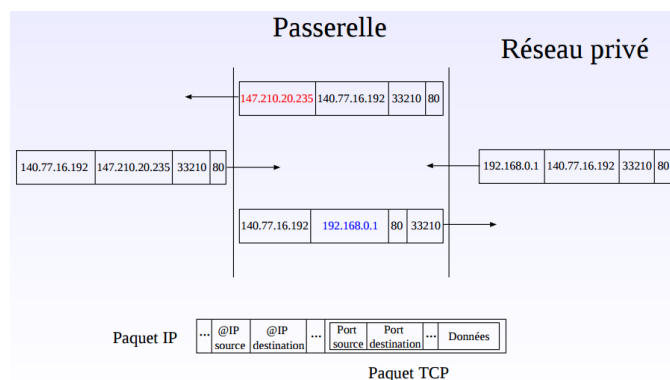 Passerelle
Réseau privé
147.210.20.235 140.77.16.192 33210 80
140.77.16.192 147.210.20.235 33210 80
192.168.0.1 140.77.16.192 33210 80
140.77.16.192 192.168.0.1 80 33210
Paquet IP
... @IP source @IP destination ... Port source Port destination ... Données
Paquet TCP